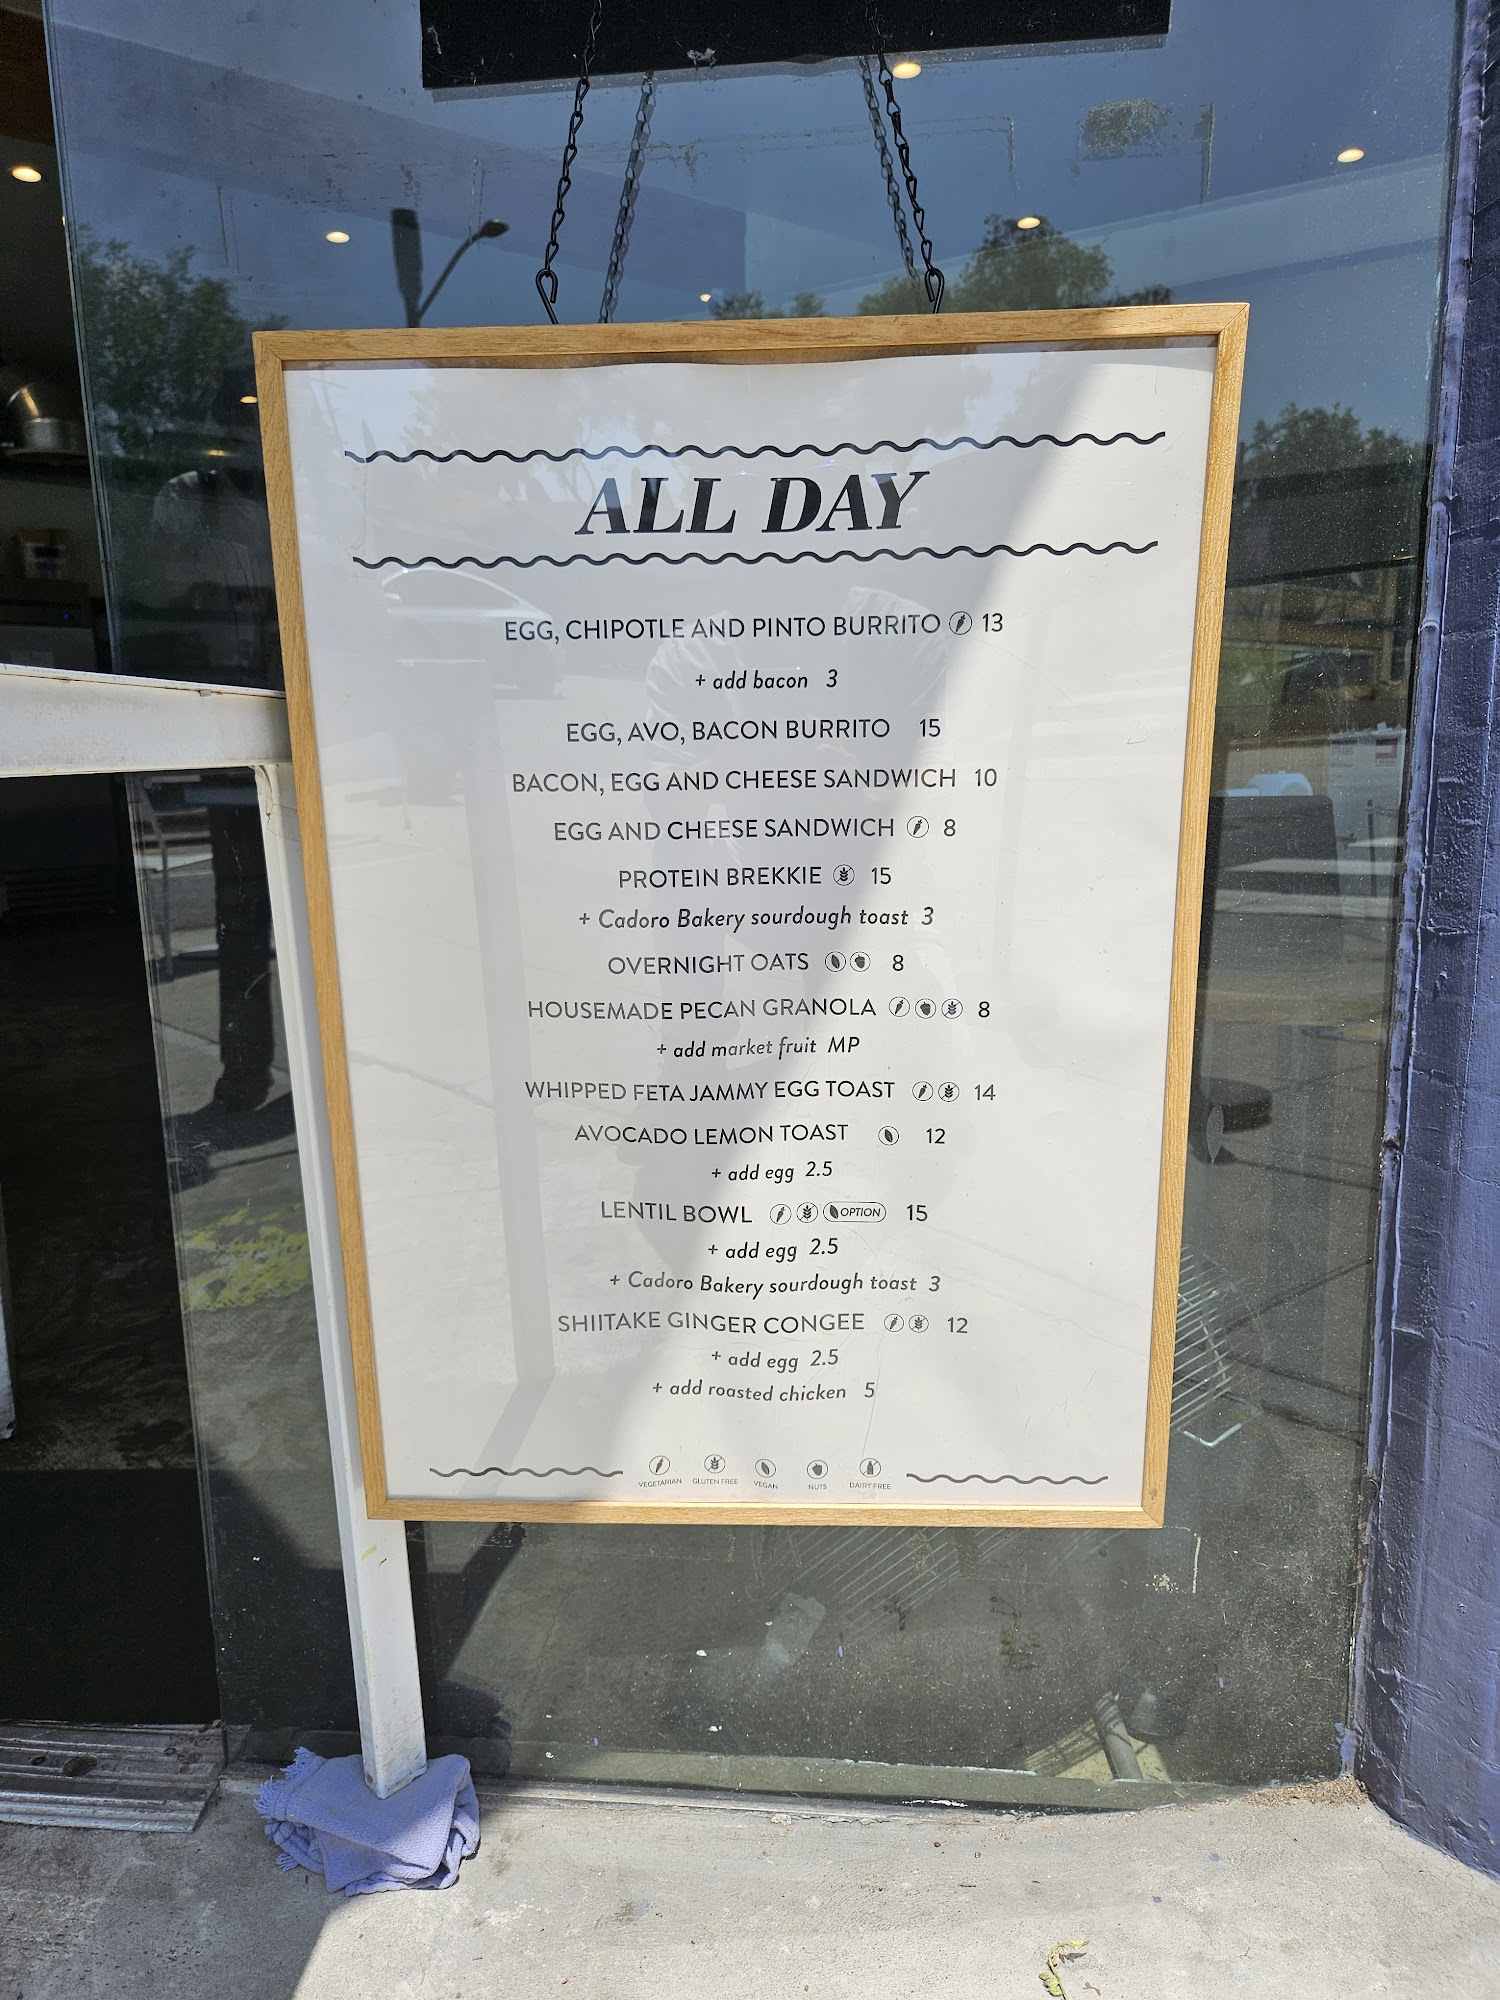 ALL DAY
EGG, CHIPOTLE AND PINTO BURRITO 13
+ add bacon 3
EGG, AVO, BACON BURRITO 15
BACON, EGG AND CHEESE SANDWICH 10
EGG AND CHEESE SANDWICH 8
PROTEIN BREKKIE 15
+ Cadoro Bakery sourdough toast 3
OVERNIGHT OATS 8
HOUSEMADE PECAN GRANOLA 8
+ add market fruit MP
WHIPPED FETA JAMMY EGG TOAST 14
AVOCADO LEMON TOAST 12
+ add egg 2.5
LENTIL BOWL OPTION 15
+ add egg 2.5
+ Cadoro Bakery sourdough toast 3
SHIITAKE GINGER CONGEE 12
+ add egg 2.5
+ add roasted chicken 5
VEGETARIAN GLUTEN FREE VEGAN NUTS DAIRY FREE